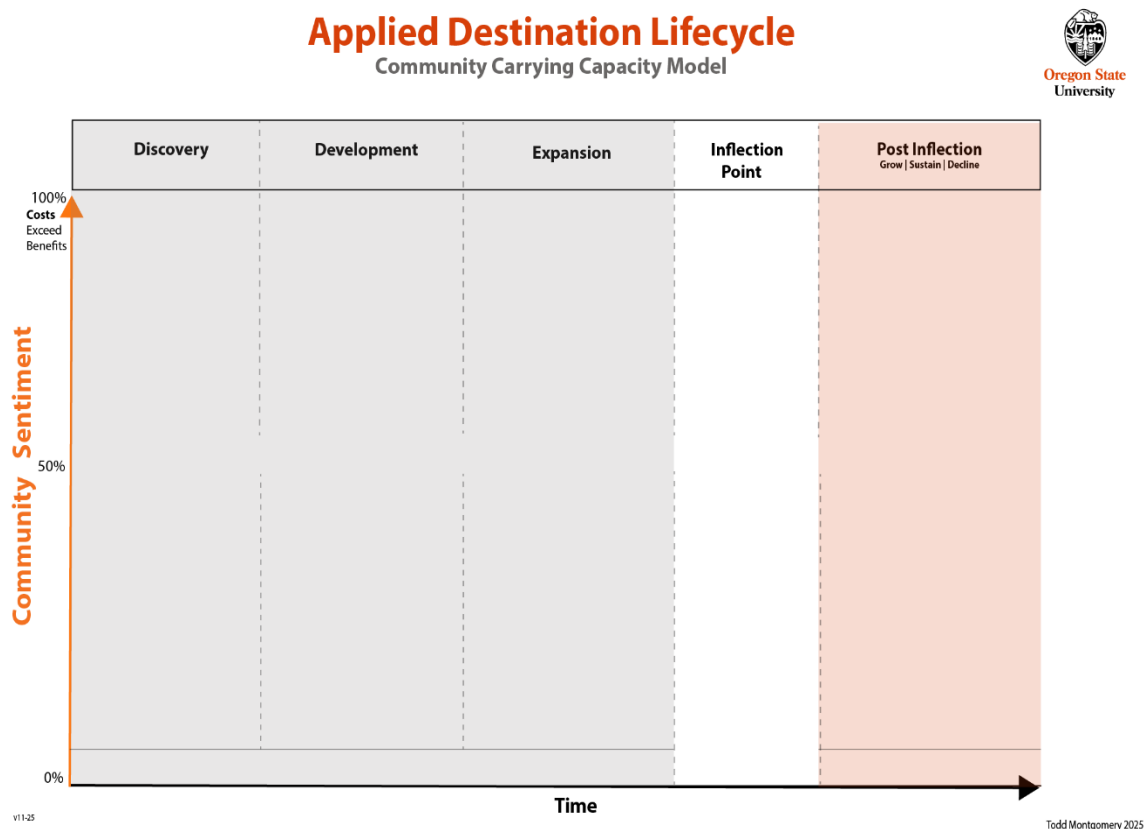 Applied Destination Lifecycle
Community Carrying Capacity Model
Oregon State
University
Discovery
Development
Expansion
Inflection
Point
Post Inflection
Grow | Sustain | Decline
100%
Costs
Exceed
Benefits
Community Sentiment
50%
0%
Time
v11-25
Todd Montgomery 2025